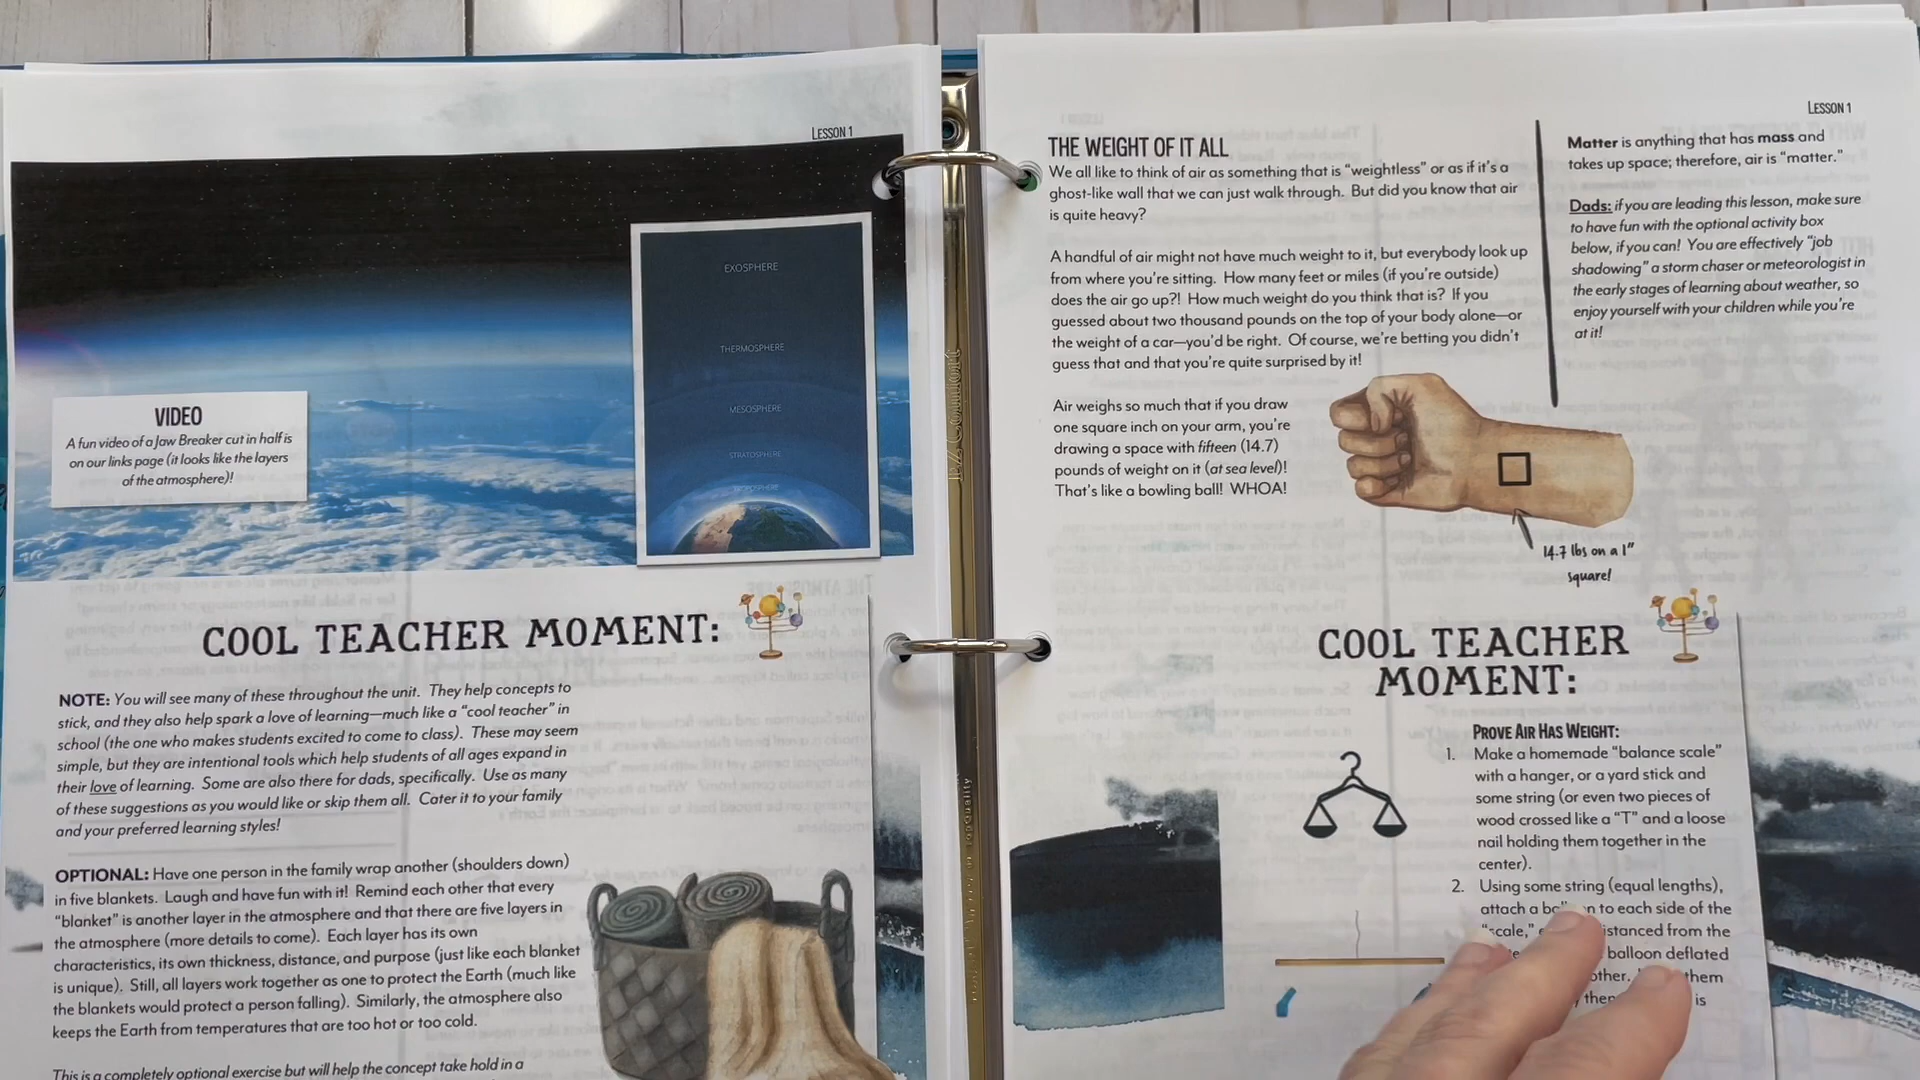 LESSON 1
EXOSPHERE
THERMOSPHERE
MESOSPHERE
STRATOSPHERE
TROPOSPHERE
VIDEO
A fun video of a Jaw Breaker cut in half is
on our links page (it looks like the layers
of the atmosphere)!
COOL TEACHER MOMENT:
NOTE: You will see many of these throughout the unit. They help concepts to
stick, and they also help spark a love of learning—much like a "cool teacher" in
school (the one who makes students excited to come to class). These may seem
simple, but they are intentional tools which help students of all ages expand in
their love of learning. Some are also there for dads, specifically. Use as many
of these suggestions as you would like or skip them all. Cater it to your family
and your preferred learning styles!
OPTIONAL: Have one person in the family wrap another (shoulders down)
in five blankets. Laugh and have fun with it! Remind each other that every
"blanket" is another layer in the atmosphere and that there are five layers in
the atmosphere (more details to come). Each layer has its own
characteristics, its own thickness, distance, and purpose (just like each blanket
is unique). Still, all layers work together as one to protect the Earth (much like
the blankets would protect a person falling). Similarly, the atmosphere also
keeps the Earth from temperatures that are too hot or too cold.
This is a completely optional exercise but will help the concept take hold in a
LESSON 1
THE WEIGHT OF IT ALL
We all like to think of air as something that is "weightless" or as if it's a
ghost-like wall that we can just walk through. But did you know that air
is quite heavy?
A handful of air might not have much weight to it, but everybody look up
from where you're sitting. How many feet or miles (if you're outside)
does the air go up?! How much weight do you think that is? If you
guessed about two thousand pounds on the top of your body alone—or
the weight of a car—you'd be right. Of course, we're betting you didn't
guess that and that you're quite surprised by it!
Air weighs so much that if you draw
one square inch on your arm, you're
drawing a space with fifteen (14.7)
pounds of weight on it (at sea level)!
That's like a bowling ball! WHOA!
Matter is anything that has mass and
takes up space; therefore, air is "matter."
Dads: if you are leading this lesson, make sure
to have fun with the optional activity box
below, if you can! You are effectively "job
shadowing" a storm chaser or meteorologist in
the early stages of learning about weather, so
enjoy yourself with your children while you're
at it!
14.7 lbs on a 1"
square!
COOL TEACHER
MOMENT:
PROVE AIR HAS WEIGHT:
1. Make a homemade "balance scale"
with a hanger, or a yard stick and
some string (or even two pieces of
wood crossed like a "T" and a loose
nail holding them together in the
center).
2. Using some string (equal lengths),
attach a to each side of the
"scale," from the
balloon deflated
them
is